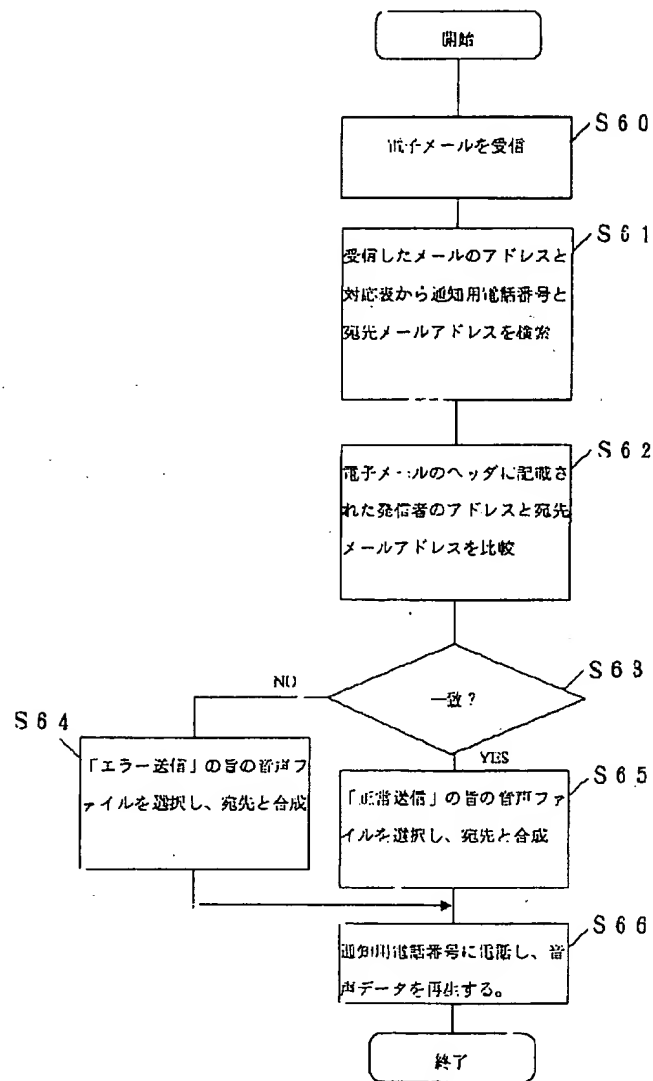 開始
S60
電子メールを受信
S61
受信したメールのアドレスと
対応表から通知用電話番号と
宛先メールアドレスを検索
S62
電子メールのヘッダに記載さ
れた発信者のアドレスと宛先
メールアドレスを比較
S63
一致?
NO
YES
S64
「エラー送信」の旨の音声フ
ァイルを選択し、宛先と合成
S65
「正常送信」の旨の音声ファ
イルを選択し、宛先と合成
S66
通知用電話番号に電話し、音
声データを再生する。
終了